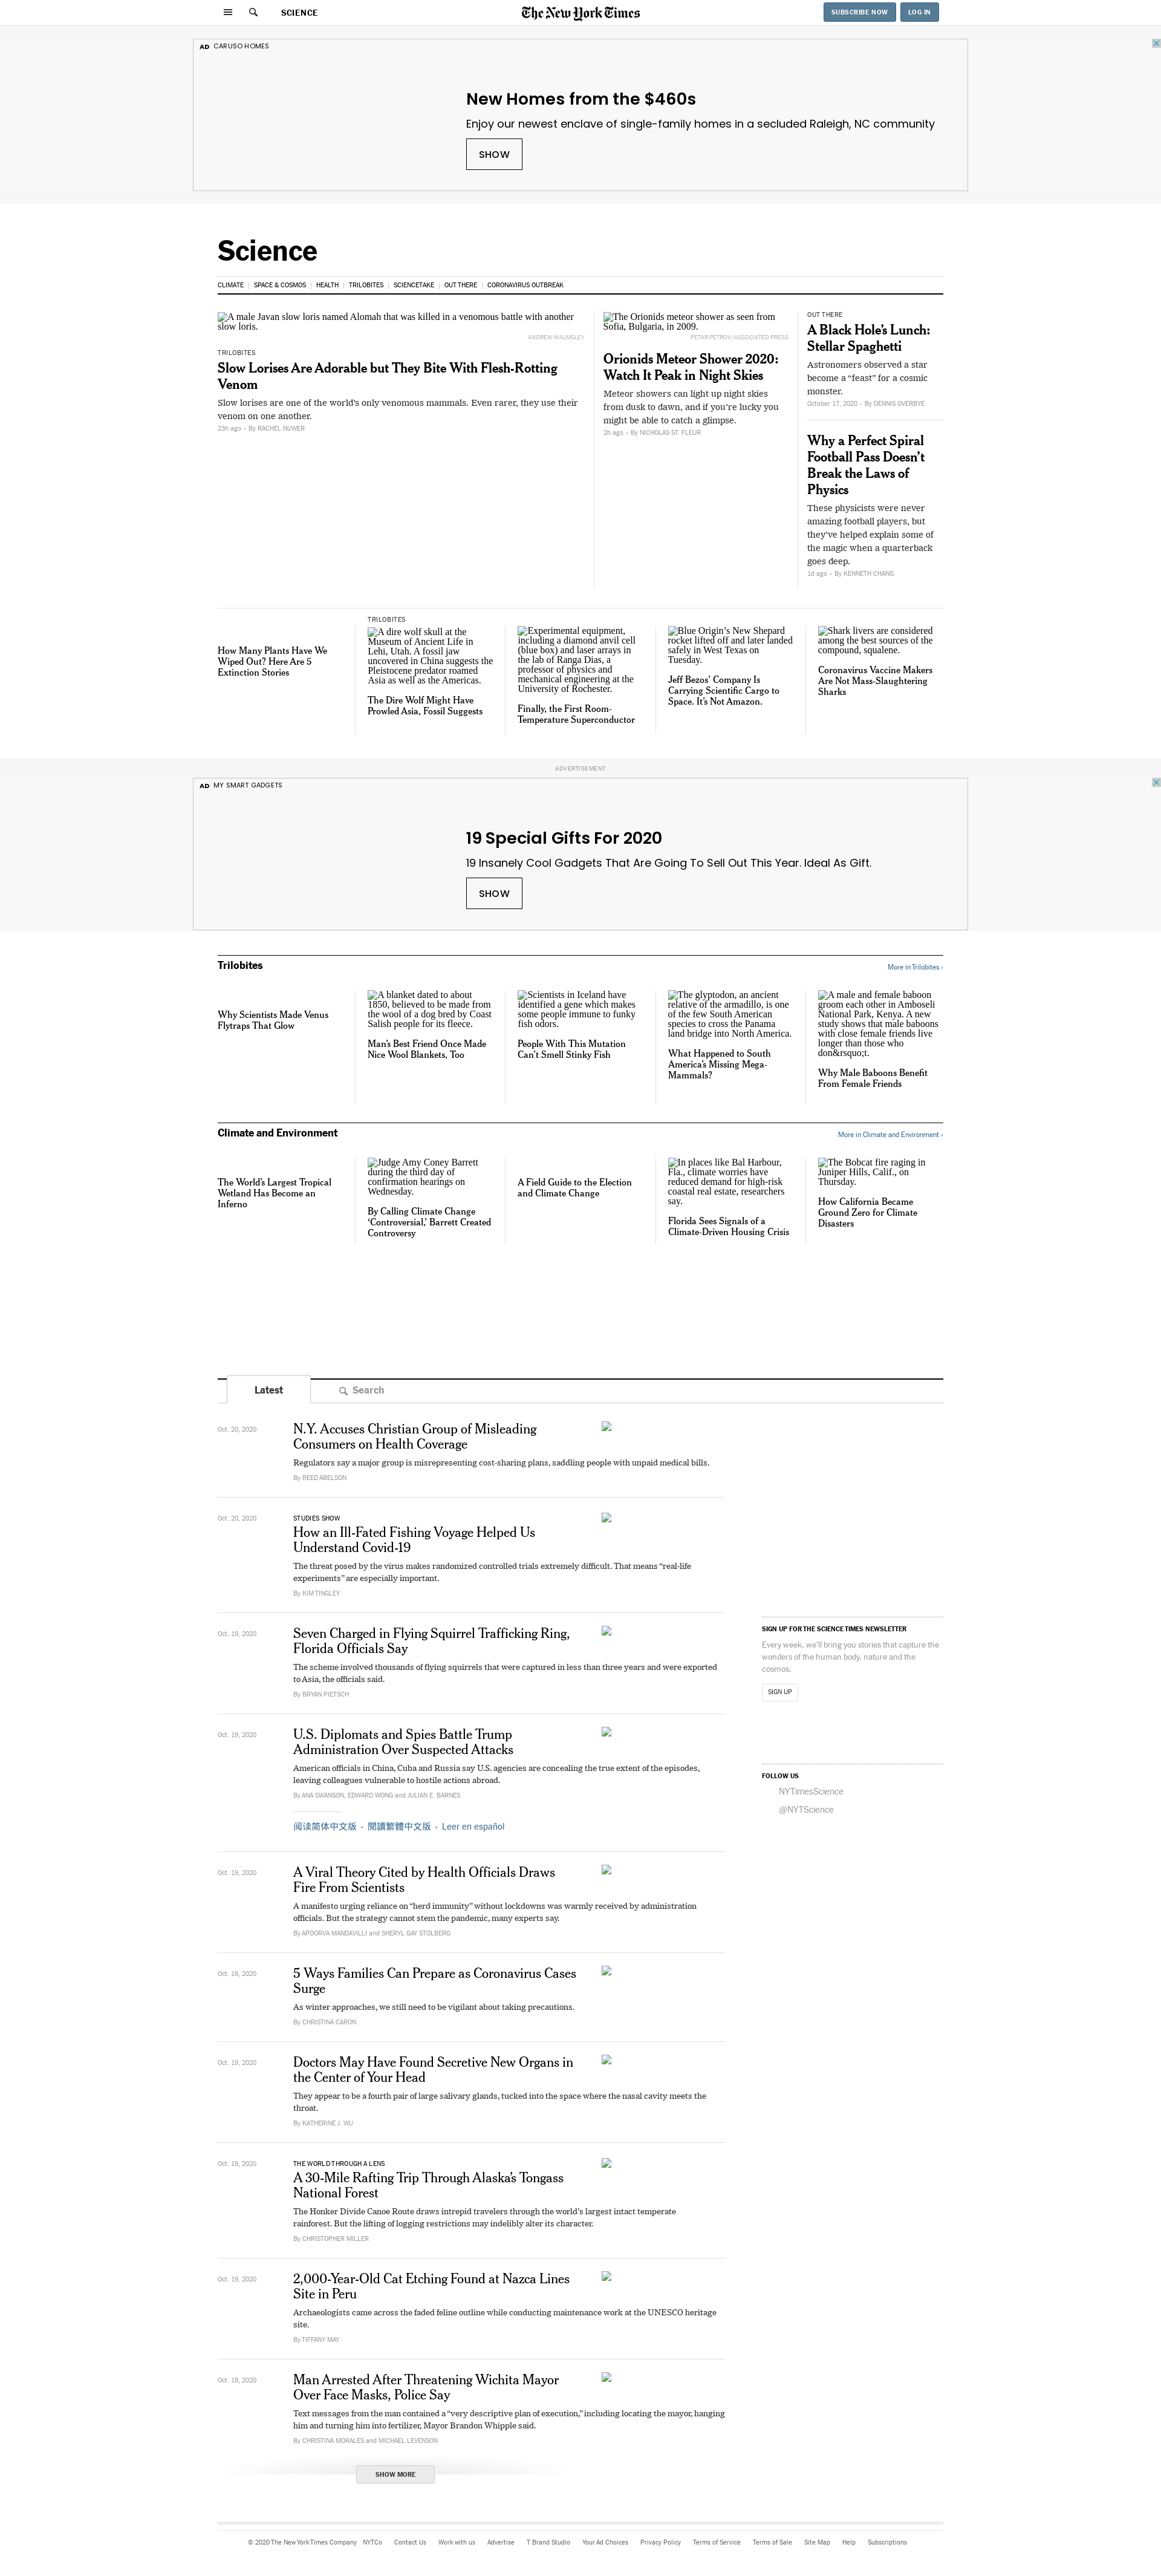 SCIENCE
The New York Times
SUBSCRIBE NOW
LOG IN
AD CARUSO HOMES
New Homes from the $460s
Enjoy our newest enclave of single-family homes in a secluded Raleigh, NC community
SHOW
Science
CLIMATE
SPACE & COSMOS
HEALTH
TRILOBITES
SCIENCETAKE
OUT THERE
CORONAVIRUS OUTBREAK
A male Javan slow loris named Alomah that was killed in a venomous battle with another
slow loris.
ANDREW WALMSLEY
TRILOBITES
Slow Lorises Are Adorable but They Bite With Flesh-Rotting
Venom
Slow lorises are one of the world's only venomous mammals. Even rarer, they use their
venom on one another.
23h ago • By RACHEL NUWER
The Orionids meteor shower as seen from
Sofia, Bulgaria, in 2009.
PETAR PETROV/ASSOCIATED PRESS
Orionids Meteor Shower 2020:
Watch It Peak in Night Skies
Meteor showers can light up night skies
from dusk to dawn, and if you're lucky you
might be able to catch a glimpse.
2h ago • By NICHOLAS ST. FLEUR
OUT THERE
A Black Hole's Lunch:
Stellar Spaghetti
Astronomers observed a star
become a “feast” for a cosmic
monster.
October 17, 2020 • By DENNIS OVERBYE
Why a Perfect Spiral
Football Pass Doesn't
Break the Laws of
Physics
These physicists were never
amazing football players, but
they've helped explain some of
the magic when a quarterback
goes deep.
1d ago • By KENNETH CHANG
How Many Plants Have We
Wiped Out? Here Are 5
Extinction Stories
TRILOBITES
A dire wolf skull at the
Museum of Ancient Life in
Lehi, Utah. A fossil jaw
uncovered in China suggests the
Pleistocene predator roamed
Asia as well as the Americas.
The Dire Wolf Might Have
Prowled Asia, Fossil Suggests
Experimental equipment,
including a diamond anvil cell
(blue box) and laser arrays in
the lab of Ranga Dias, a
professor of physics and
mechanical engineering at the
University of Rochester.
Finally, the First Room-
Temperature Superconductor
Blue Origin's New Shepard
rocket lifted off and later landed
safely in West Texas on
Tuesday.
Jeff Bezos' Company Is
Carrying Scientific Cargo to
Space. It's Not Amazon.
Shark livers are considered
among the best sources of the
compound, squalene.
Coronavirus Vaccine Makers
Are Not Mass-Slaughtering
Sharks
ADVERTISEMENT
AD MY SMART GADGETS
19 Special Gifts For 2020
19 Insanely Cool Gadgets That Are Going To Sell Out This Year. Ideal As Gift.
SHOW
Trilobites
More in Trilobites ›
Why Scientists Made Venus
Flytraps That Glow
A blanket dated to about
1850, believed to be made from
the wool of a dog bred by Coast
Salish people for its fleece.
Man's Best Friend Once Made
Nice Wool Blankets, Too
Scientists in Iceland have
identified a gene which makes
some people immune to funky
fish odors.
People With This Mutation
Can't Smell Stinky Fish
The glyptodon, an ancient
relative of the armadillo, is one
of the few South American
species to cross the Panama
land bridge into North America.
What Happened to South
America's Missing Mega-
Mammals?
A male and female baboon
groom each other in Amboseli
National Park, Kenya. A new
study shows that male baboons
with close female friends live
longer than those who
don&rsquo;t.
Why Male Baboons Benefit
From Female Friends
Climate and Environment
More in Climate and Environment ›
The World's Largest Tropical
Wetland Has Become an
Inferno
Judge Amy Coney Barrett
during the third day of
confirmation hearings on
Wednesday.
By Calling Climate Change
‘Controversial,’ Barrett Created
Controversy
A Field Guide to the Election
and Climate Change
In places like Bal Harbour,
Fla., climate worries have
reduced demand for high-risk
coastal real estate, researchers
say.
Florida Sees Signals of a
Climate-Driven Housing Crisis
The Bobcat fire raging in
Juniper Hills, Calif., on
Thursday.
How California Became
Ground Zero for Climate
Disasters
Latest
Search
Oct. 20, 2020
N.Y. Accuses Christian Group of Misleading
Consumers on Health Coverage
Regulators say a major group is misrepresenting cost-sharing plans, saddling people with unpaid medical bills.
By REED ABELSON
Oct. 20, 2020
STUDIES SHOW
How an Ill-Fated Fishing Voyage Helped Us
Understand Covid-19
The threat posed by the virus makes randomized controlled trials extremely difficult. That means “real-life
experiments” are especially important.
By KIM TINGLEY
Oct. 19, 2020
Seven Charged in Flying Squirrel Trafficking Ring,
Florida Officials Say
The scheme involved thousands of flying squirrels that were captured in less than three years and were exported
to Asia, the officials said.
By BRYAN PIETSCH
SIGN UP FOR THE SCIENCE TIMES NEWSLETTER
Every week, we'll bring you stories that capture the
wonders of the human body, nature and the
cosmos.
SIGN UP
Oct. 19, 2020
U.S. Diplomats and Spies Battle Trump
Administration Over Suspected Attacks
American officials in China, Cuba and Russia say U.S. agencies are concealing the true extent of the episodes,
leaving colleagues vulnerable to hostile actions abroad.
By ANA SWANSON, EDWARD WONG and JULIAN E. BARNES
阅读简体中文版 • 閱讀繁體中文版 • Leer en español
FOLLOW US
NYTimesScience
@NYTScience
Oct. 19, 2020
A Viral Theory Cited by Health Officials Draws
Fire From Scientists
A manifesto urging reliance on “herd immunity” without lockdowns was warmly received by administration
officials. But the strategy cannot stem the pandemic, many experts say.
By APOORVA MANDAVILLI and SHERYL GAY STOLBERG
Oct. 19, 2020
5 Ways Families Can Prepare as Coronavirus Cases
Surge
As winter approaches, we still need to be vigilant about taking precautions.
By CHRISTINA CARON
Oct. 19, 2020
Doctors May Have Found Secretive New Organs in
the Center of Your Head
They appear to be a fourth pair of large salivary glands, tucked into the space where the nasal cavity meets the
throat.
By KATHERINE J. WU
Oct. 19, 2020
THE WORLD THROUGH A LENS
A 30-Mile Rafting Trip Through Alaska's Tongass
National Forest
The Honker Divide Canoe Route draws intrepid travelers through the world's largest intact temperate
rainforest. But the lifting of logging restrictions may indelibly alter its character.
By CHRISTOPHER MILLER
Oct. 19, 2020
2,000-Year-Old Cat Etching Found at Nazca Lines
Site in Peru
Archaeologists came across the faded feline outline while conducting maintenance work at the UNESCO heritage
site.
By TIFFANY MAY
Oct. 18, 2020
Man Arrested After Threatening Wichita Mayor
Over Face Masks, Police Say
Text messages from the man contained a “very descriptive plan of execution,” including locating the mayor, hanging
him and turning him into fertilizer, Mayor Brandon Whipple said.
By CHRISTINA MORALES and MICHAEL LEVENSON
SHOW MORE
© 2020 The New York Times Company
NYTCo
Contact Us
Work with us
Advertise
T Brand Studio
Your Ad Choices
Privacy Policy
Terms of Service
Terms of Sale
Site Map
Help
Subscriptions